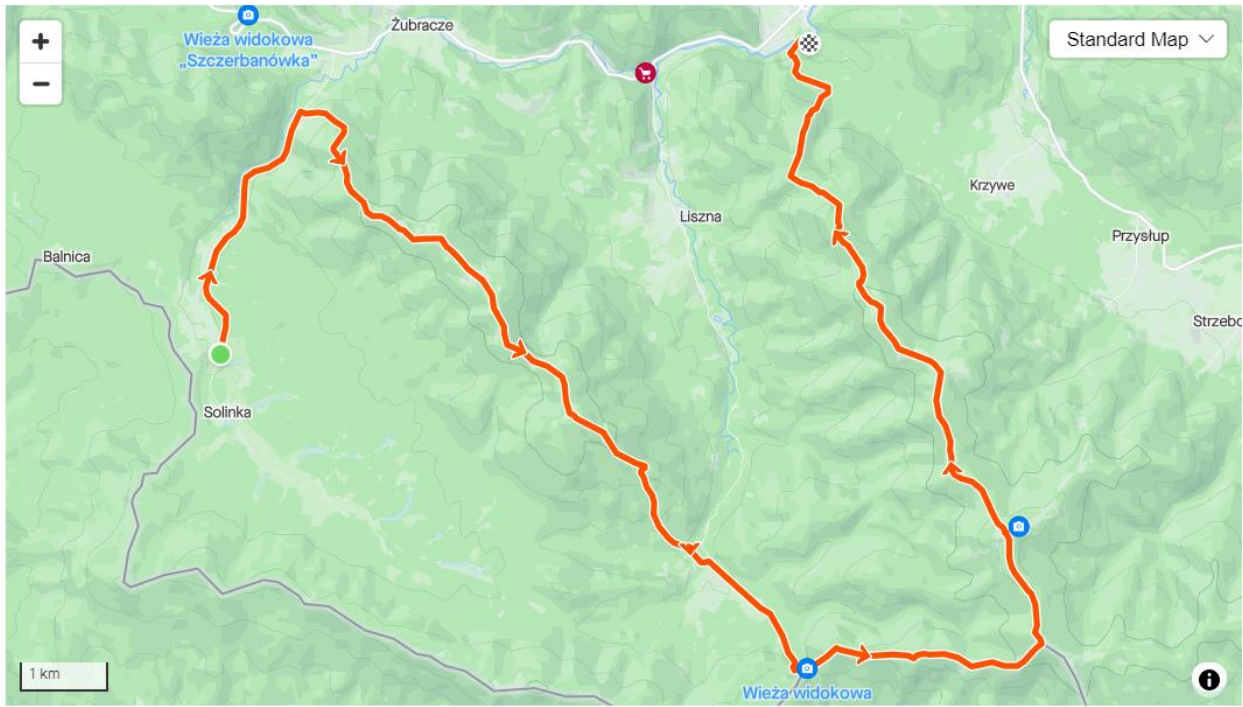 +
Żubracze
Standard Map
Wieża widokowa
„Szczerbanówka”
−
Krzywe
Liszna
Przysłup
Balnica
Strzebo
Solinka
1 km
Wieża widokowa